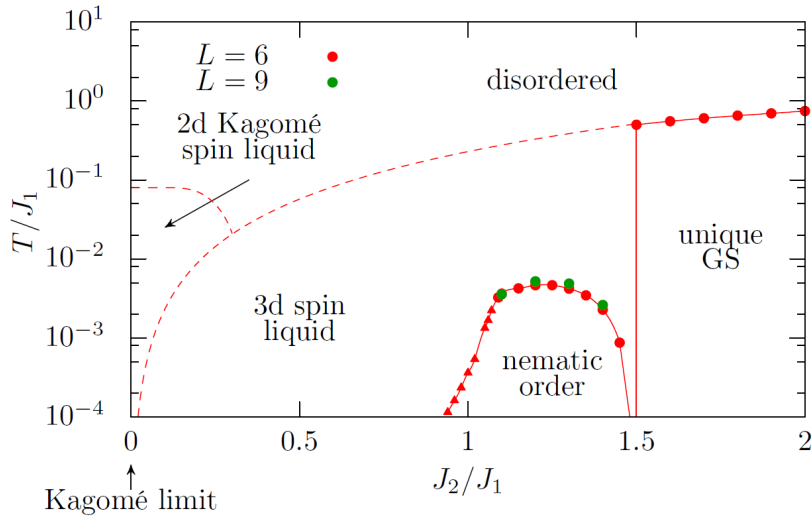 10^1
L = 6
L = 9
disordered
10^0
2d Kagomé
spin liquid
10^{-1}
T/J_1
unique
GS
10^{-2}
3d spin
liquid
10^{-3}
nematic
order
10^{-4}
0 0.5 1 1.5 2
J_2/J_1
Kagomé limit